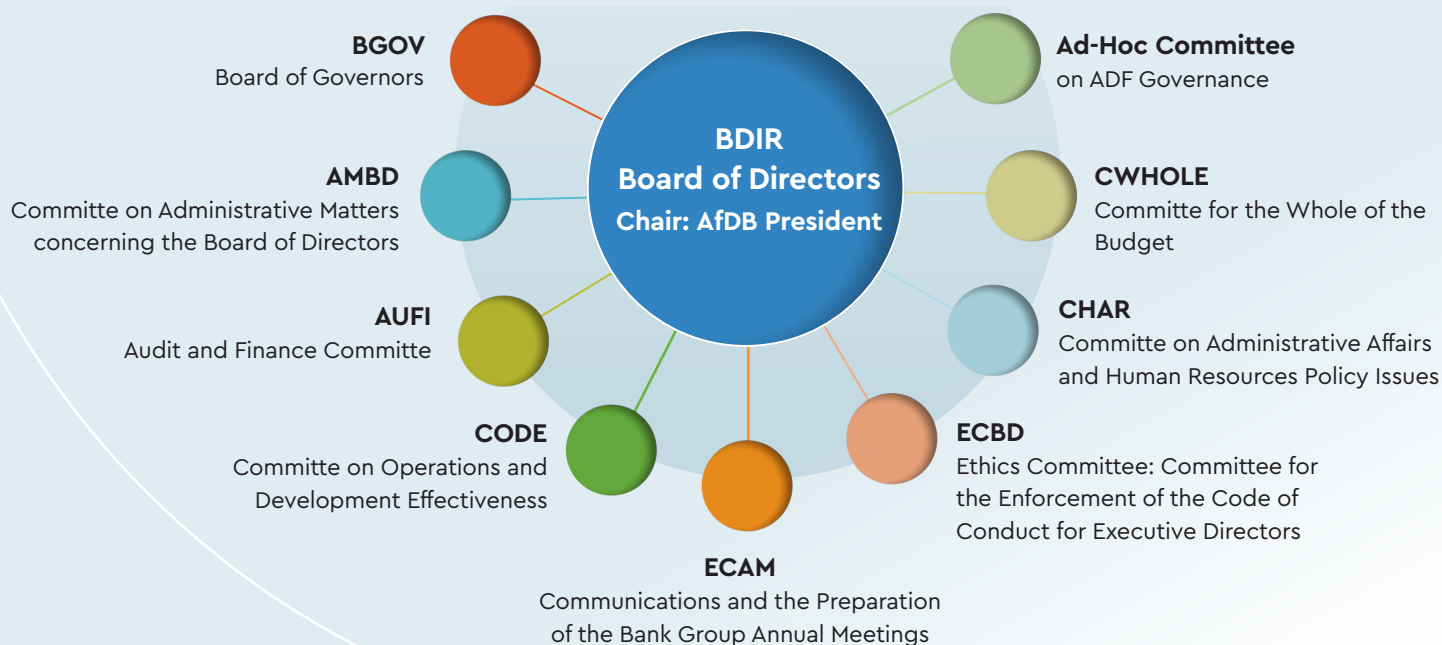 BGOV
Board of Governors
AMBD
Committe on Administrative Matters
concerning the Board of Directors
AUFI
Audit and Finance Committe
CODE
Committe on Operations and
Development Effectiveness
BDIR
Board of Directors
Chair: AfDB President
ECAM
Communications and the Preparation
of the Bank Group Annual Meetings
Ad-Hoc Committee
on ADF Governance
CWHOLE
Committe for the Whole of the
Budget
CHAR
Committe on Administrative Affairs
and Human Resources Policy Issues
ECBD
Ethics Committee: Committee for
the Enforcement of the Code of
Conduct for Executive Directors